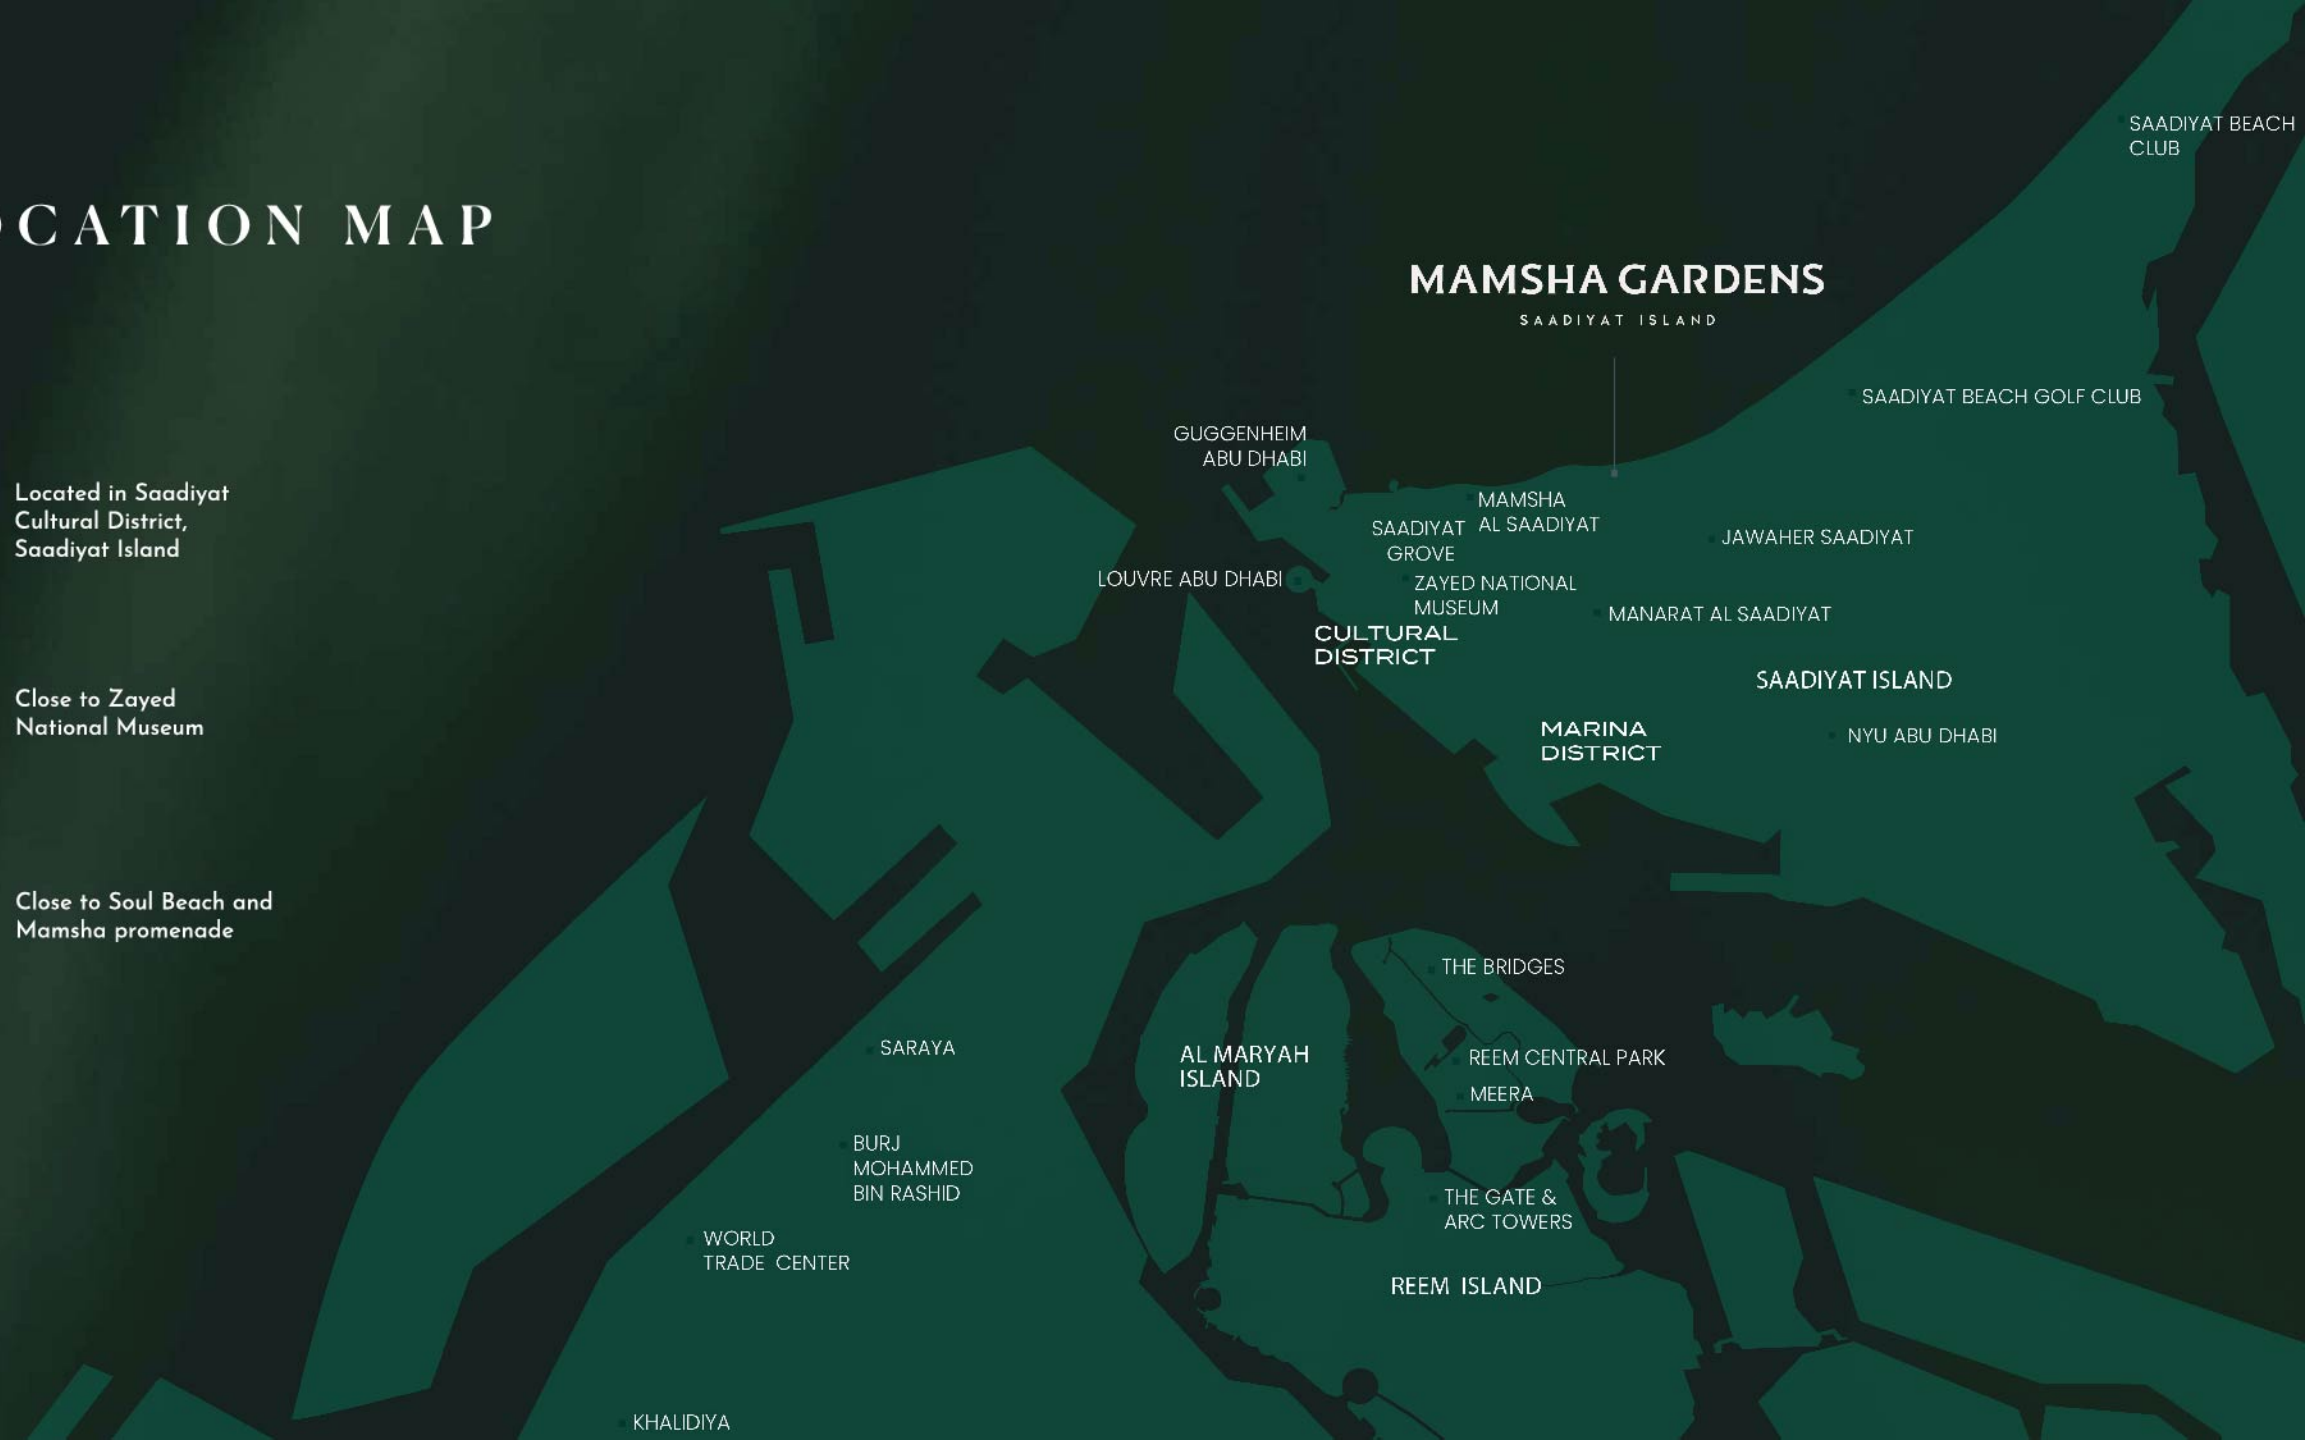 OCATION MAP
Located in Saadiyat
Cultural District,
Saadiyat Island
Close to Zayed
National Museum
Close to Soul Beach and
Mamsha promenade
SAADIYAT BEACH
CLUB
MAMSHA GARDENS
SAADIYAT ISLAND
SAADIYAT BEACH GOLF CLUB
GUGGENHEIM
ABU DHABI
MAMSHA
AL SAADIYAT
SAADIYAT
GROVE
JAWAHER SAADIYAT
LOUVRE ABU DHABI
ZAYED NATIONAL
MUSEUM
MANARAT AL SAADIYAT
CULTURAL
DISTRICT
SAADIYAT ISLAND
MARINA
DISTRICT
NYU ABU DHABI
THE BRIDGES
SARAYA
AL MARYAH
ISLAND
REEM CENTRAL PARK
MEERA
BURJ
MOHAMMED
BIN RASHID
THE GATE &
ARC TOWERS
WORLD
TRADE CENTER
REEM ISLAND
KHALIDIYA